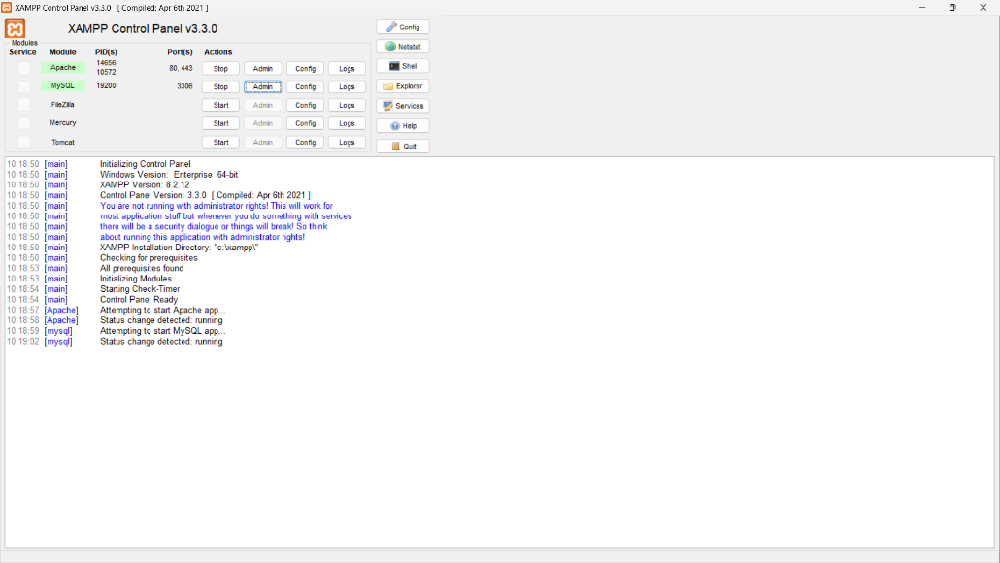 XAMPP Control Panel v3.3.0 [ Compiled: Apr 6th 2021 ]
XAMPP Control Panel v3.3.0
Modules
Service Module PID(s) Port(s) Actions
Apache 14656 10572 80, 443 Stop Admin Config Logs
MySQL 19200 3306 Stop Admin Config Logs
FileZilla Start Admin Config Logs
Mercury Start Admin Config Logs
Tomcat Start Admin Config Logs
Config
Netstat
Shell
Explorer
Services
Help
Quit
10:18:50 [main] Initializing Control Panel
10:18:50 [main] Windows Version: Enterprise 64-bit
10:18:50 [main] XAMPP Version: 8.2.12
10:18:50 [main] Control Panel Version: 3.3.0 [ Compiled: Apr 6th 2021 ]
10:18:50 [main] You are not running with administrator rights! This will work for
10:18:50 [main] most application stuff but whenever you do something with services
10:18:50 [main] there will be a security dialogue or things will break! So think
10:18:50 [main] about running this application with administrator rights!
10:18:50 [main] XAMPP Installation Directory: "c:\xampp\"
10:18:50 [main] Checking for prerequisites
10:18:53 [main] All prerequisites found
10:18:53 [main] Initializing Modules
10:18:54 [main] Starting Check-Timer
10:18:54 [main] Control Panel Ready
10:18:57 [Apache] Attempting to start Apache app...
10:18:58 [Apache] Status change detected: running
10:18:59 [mysql] Attempting to start MySQL app...
10:19:02 [mysql] Status change detected: running